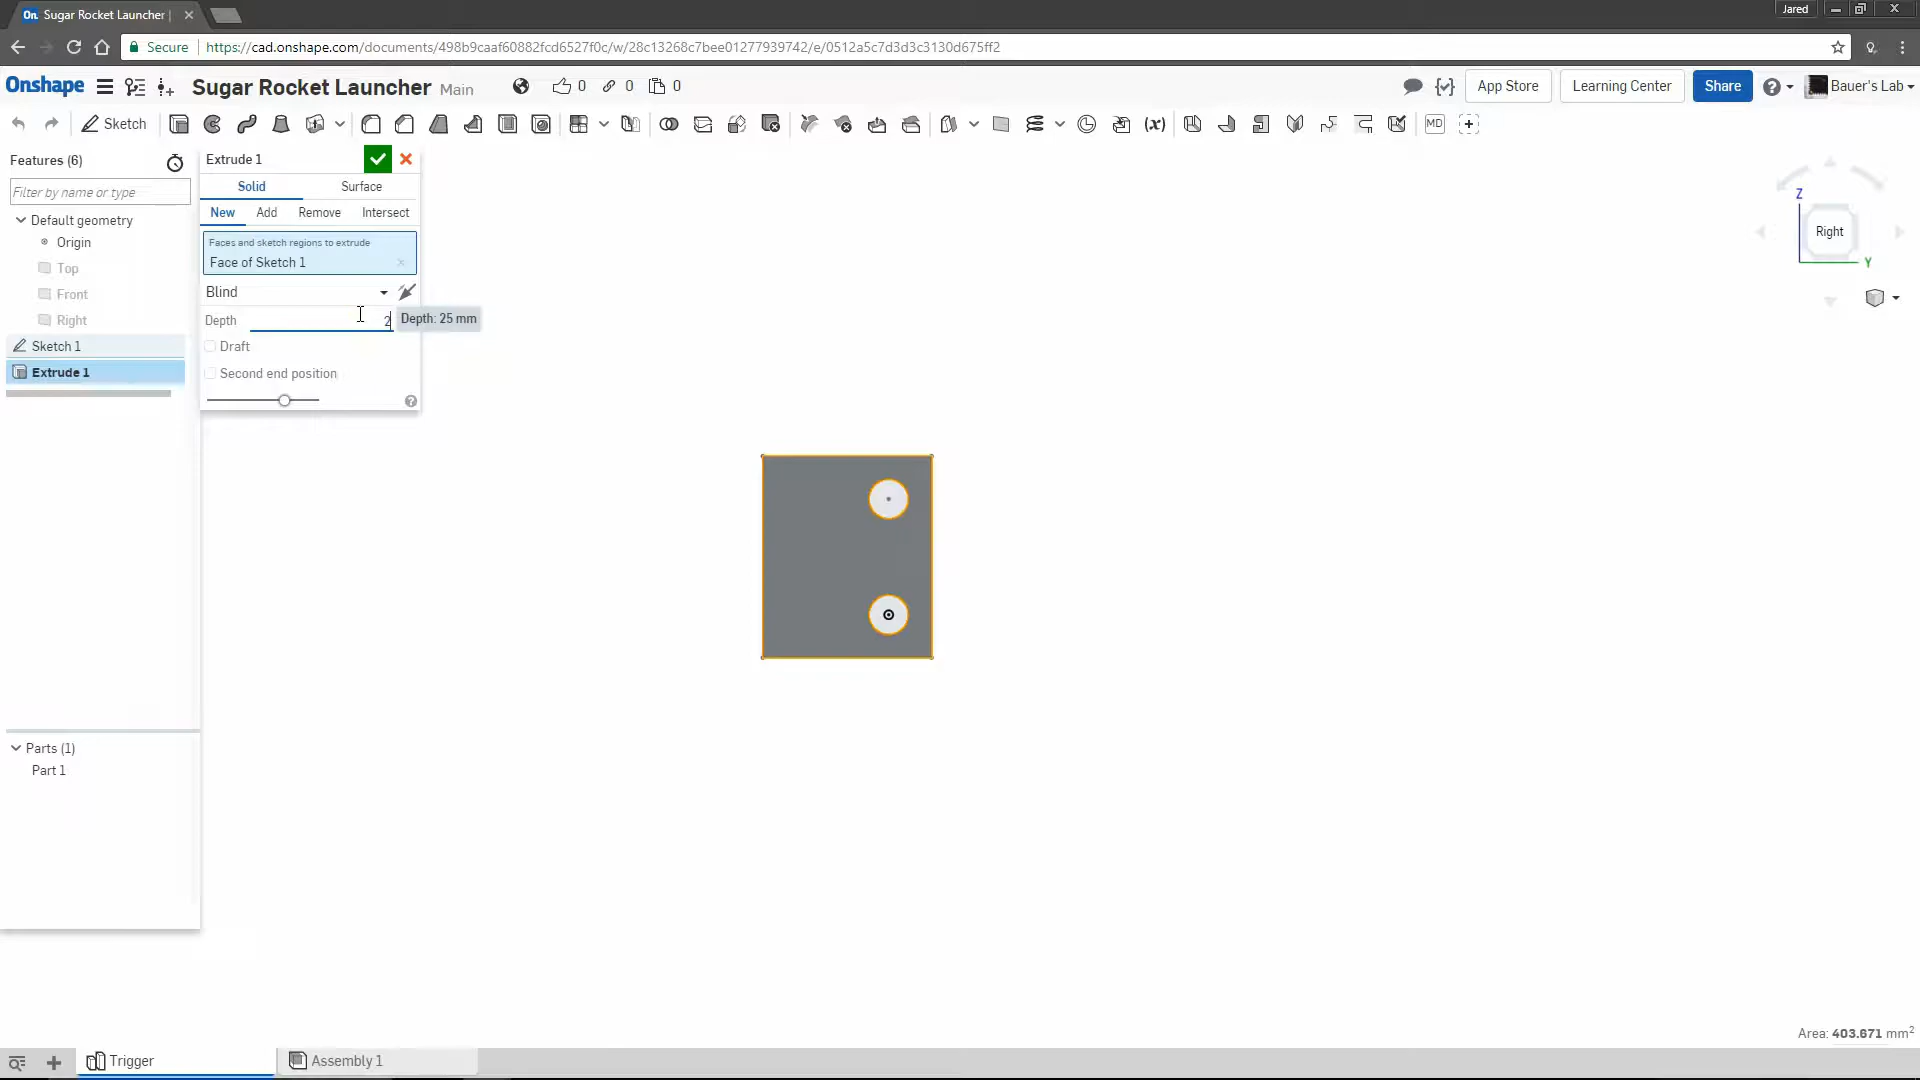 Sugar Rocket Launcher |
Jared
Secure
https://cad.onshape.com/documents/498b9caaf60882fcd6527f0c/w/28c13268c7bee01277939742/e/0512a5c7d3d3c3130d675ff2
Onshape
Sugar Rocket Launcher Main
0
0
0
App Store
Learning Center
Share
Bauer's Lab
Sketch
(x)
MD
Features (6)
Filter by name or type
Default geometry
Origin
Top
Front
Right
Sketch 1
Extrude 1
Extrude 1
Solid
Surface
New
Add
Remove
Intersect
Faces and sketch regions to extrude
Face of Sketch 1
Blind
Depth
2
Depth: 25 mm
Draft
Second end position
Z
Right
Y
Parts (1)
Part 1
Area: 403.671 mm²
Trigger
Assembly 1